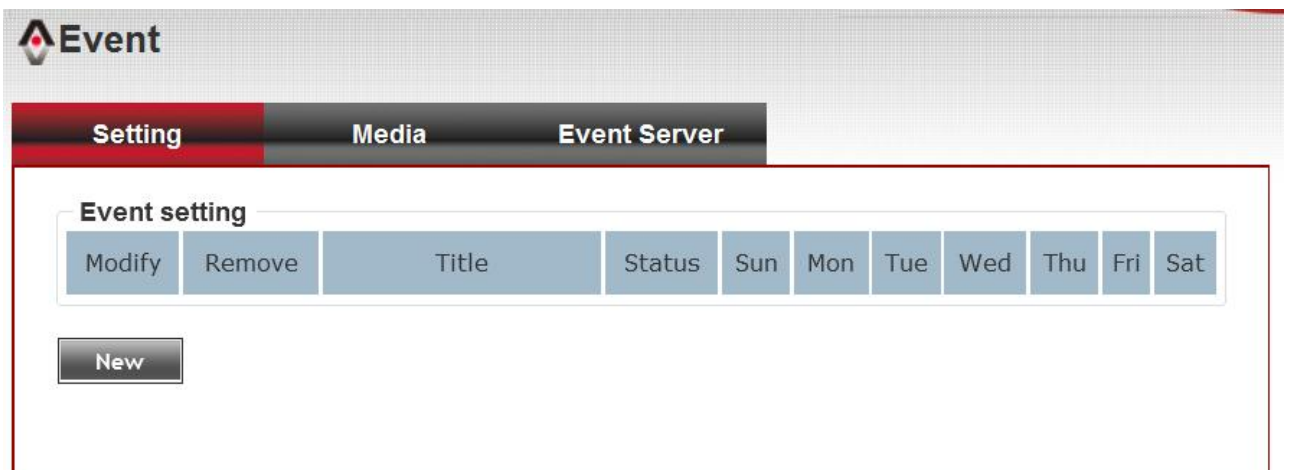 Event
Setting Media Event Server
Event setting
Modify Remove Title Status Sun Mon Tue Wed Thu Fri Sat
New